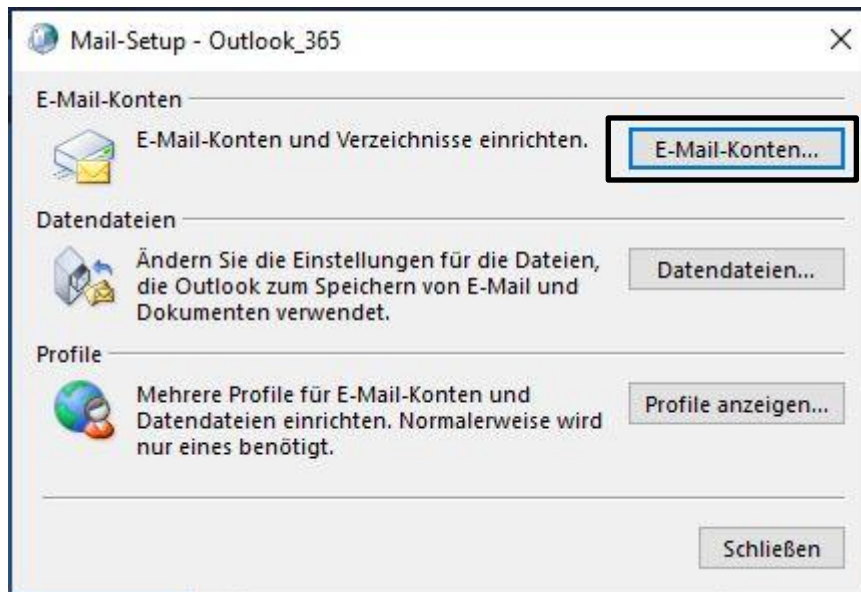 Mail-Setup - Outlook_365
E-Mail-Konten
E-Mail-Konten und Verzeichnisse einrichten.
E-Mail-Konten...
Datendateien
Ändern Sie die Einstellungen für die Dateien,
die Outlook zum Speichern von E-Mail und
Dokumenten verwendet.
Datendateien...
Profile
Mehrere Profile für E-Mail-Konten und
Datendateien einrichten. Normalerweise wird
nur eines benötigt.
Profile anzeigen...
Schließen